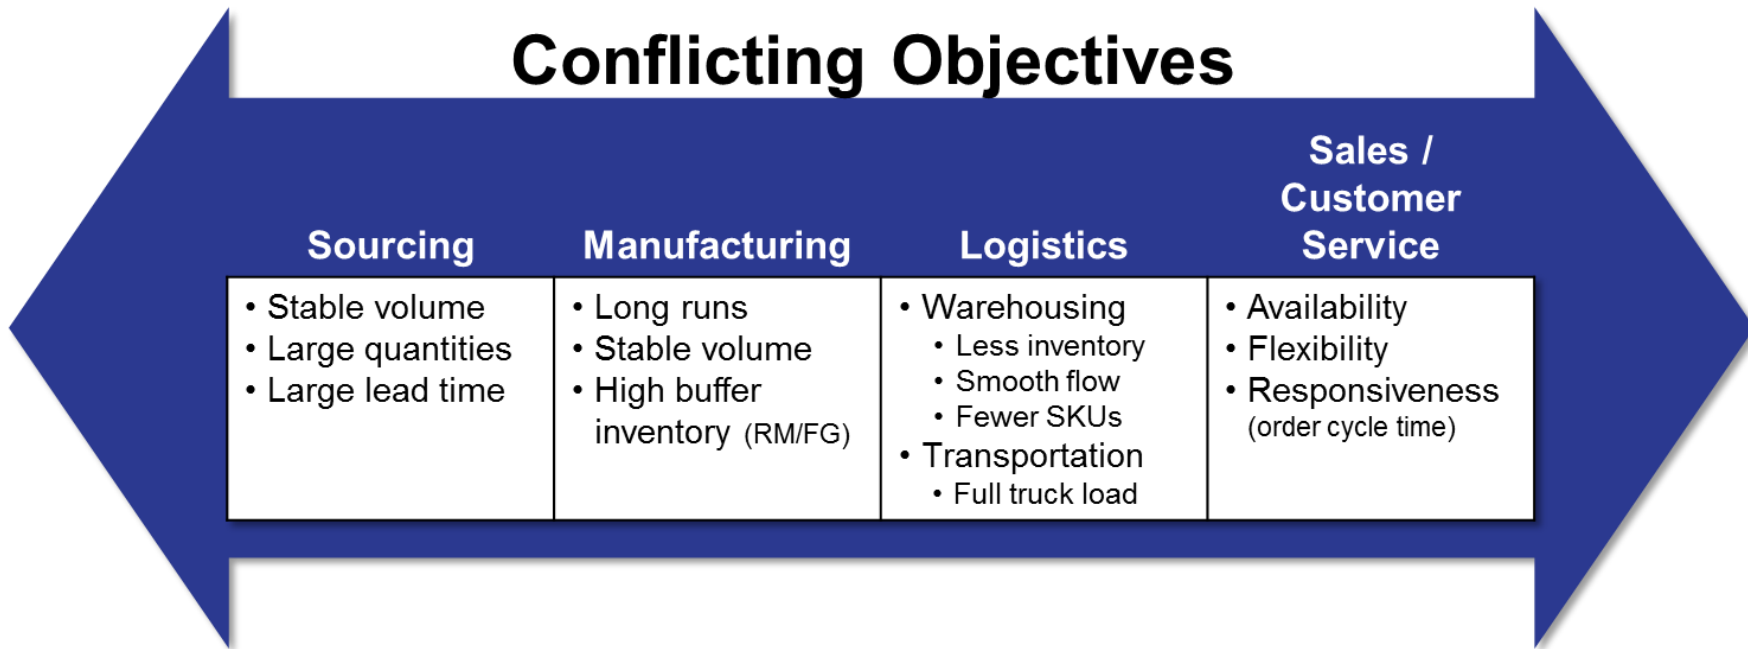 Conflicting Objectives
Sourcing
• Stable volume
• Large quantities
• Large lead time
Manufacturing
• Long runs
• Stable volume
• High buffer
inventory (RM/FG)
Logistics
• Warehousing
• Less inventory
• Smooth flow
• Fewer SKUs
• Transportation
• Full truck load
Sales /
Customer
Service
• Availability
• Flexibility
• Responsiveness
(order cycle time)